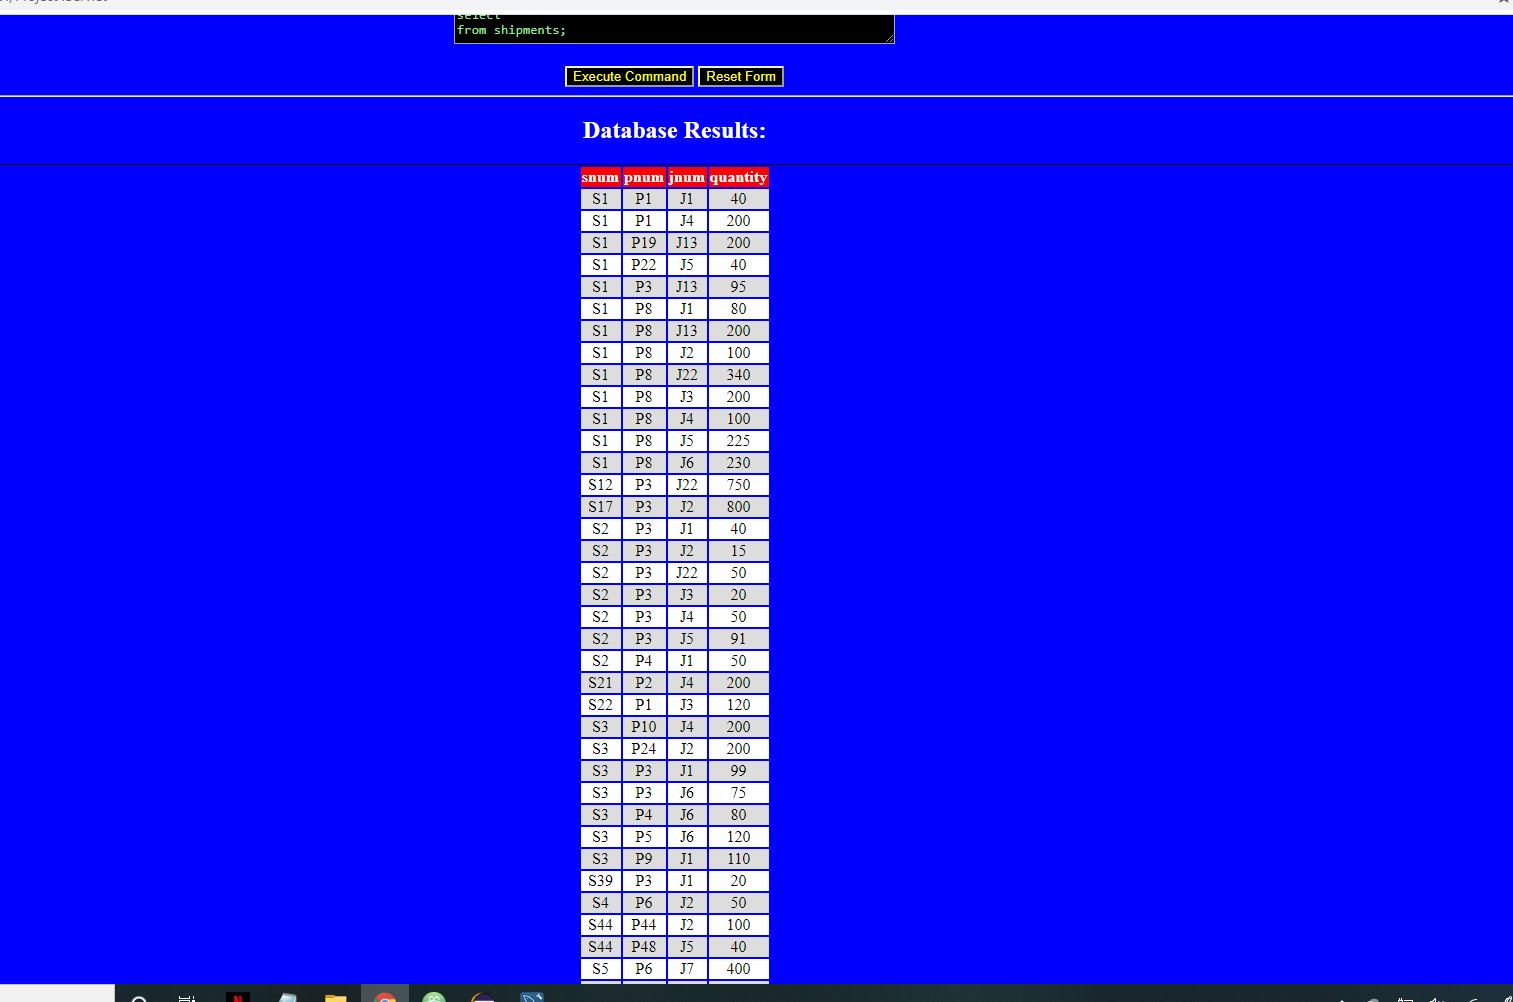 select
from shipments;
Execute Command Reset Form
Database Results:
snum pnum jnum quantity
S1 P1 J1 40
S1 P1 J4 200
S1 P19 J13 200
S1 P22 J5 40
S1 P3 J13 95
S1 P8 J1 80
S1 P8 J13 200
S1 P8 J2 100
S1 P8 J22 340
S1 P8 J3 200
S1 P8 J4 100
S1 P8 J5 225
S1 P8 J6 230
S12 P3 J22 750
S17 P3 J2 800
S2 P3 J1 40
S2 P3 J2 15
S2 P3 J22 50
S2 P3 J3 20
S2 P3 J4 50
S2 P3 J5 91
S2 P4 J1 50
S21 P2 J4 200
S22 P1 J3 120
S3 P10 J4 200
S3 P24 J2 200
S3 P3 J1 99
S3 P3 J6 75
S3 P4 J6 80
S3 P5 J6 120
S3 P9 J1 110
S39 P3 J1 20
S4 P6 J2 50
S44 P44 J2 100
S44 P48 J5 40
S5 P6 J7 400